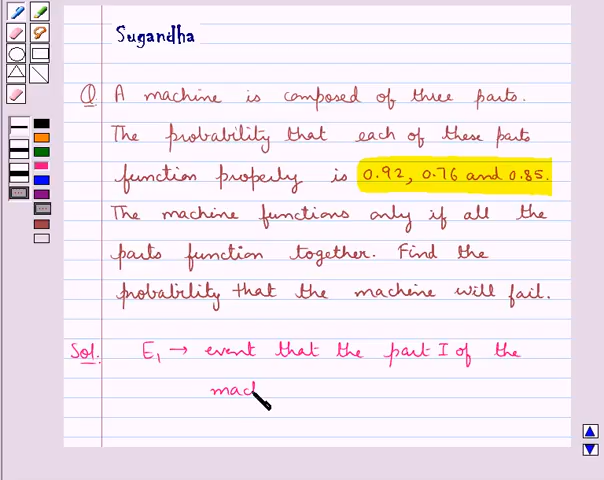 Sugandha
Q A machine is composed of three parts.
The probability that each of these parts
function properly is 0.92, 0.76 and 0.85.
The machine functions only if all the
parts function together. Find the
probability that the machine will fail.
Sol. E₁ → event that the part I of the
mac